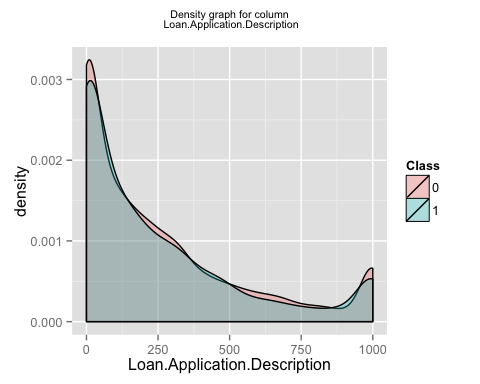 Density graph for column
Loan.Application.Description
density
0.003
0.002
0.001
0.000
0
250
500
750
1000
Loan.Application.Description
Class
0
1